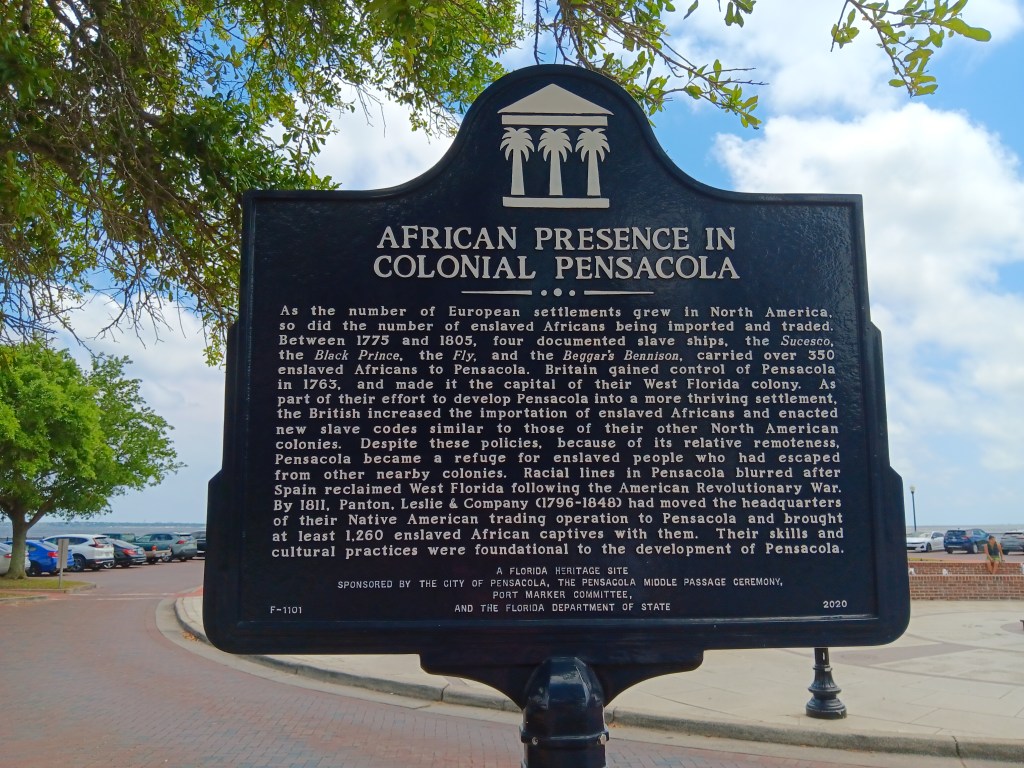 AFRICAN PRESENCE IN
COLONIAL PENSACOLA
As the number of European settlements grew in North America,
so did the number of enslaved Africans being imported and traded.
Between 1775 and 1805, four documented slave ships, the Sucesco,
the Black Prince, the Fly, and the Beggar's Bennison, carried over 350
enslaved Africans to Pensacola. Britain gained control of Pensacola
in 1763, and made it the capital of their West Florida colony. As
part of their effort to develop Pensacola into a more thriving settlement,
the British increased the importation of enslaved Africans and enacted
new slave codes similar to those of their other North American
colonies. Despite these policies, because of its relative remoteness,
Pensacola became a refuge for enslaved people who had escaped
from other nearby colonies. Racial lines in Pensacola blurred after
Spain reclaimed West Florida following the American Revolutionary War.
By 1811, Panton, Leslie & Company (1796-1848) had moved the headquarters
of their Native American trading operation to Pensacola and brought
at least 1,260 enslaved African captives with them. Their skills and
cultural practices were foundational to the development of Pensacola.
A FLORIDA HERITAGE SITE
SPONSORED BY THE CITY OF PENSACOLA, THE PENSACOLA MIDDLE PASSAGE CEREMONY,
PORT MARKER COMMITTEE,
F-1101 AND THE FLORIDA DEPARTMENT OF STATE 2020